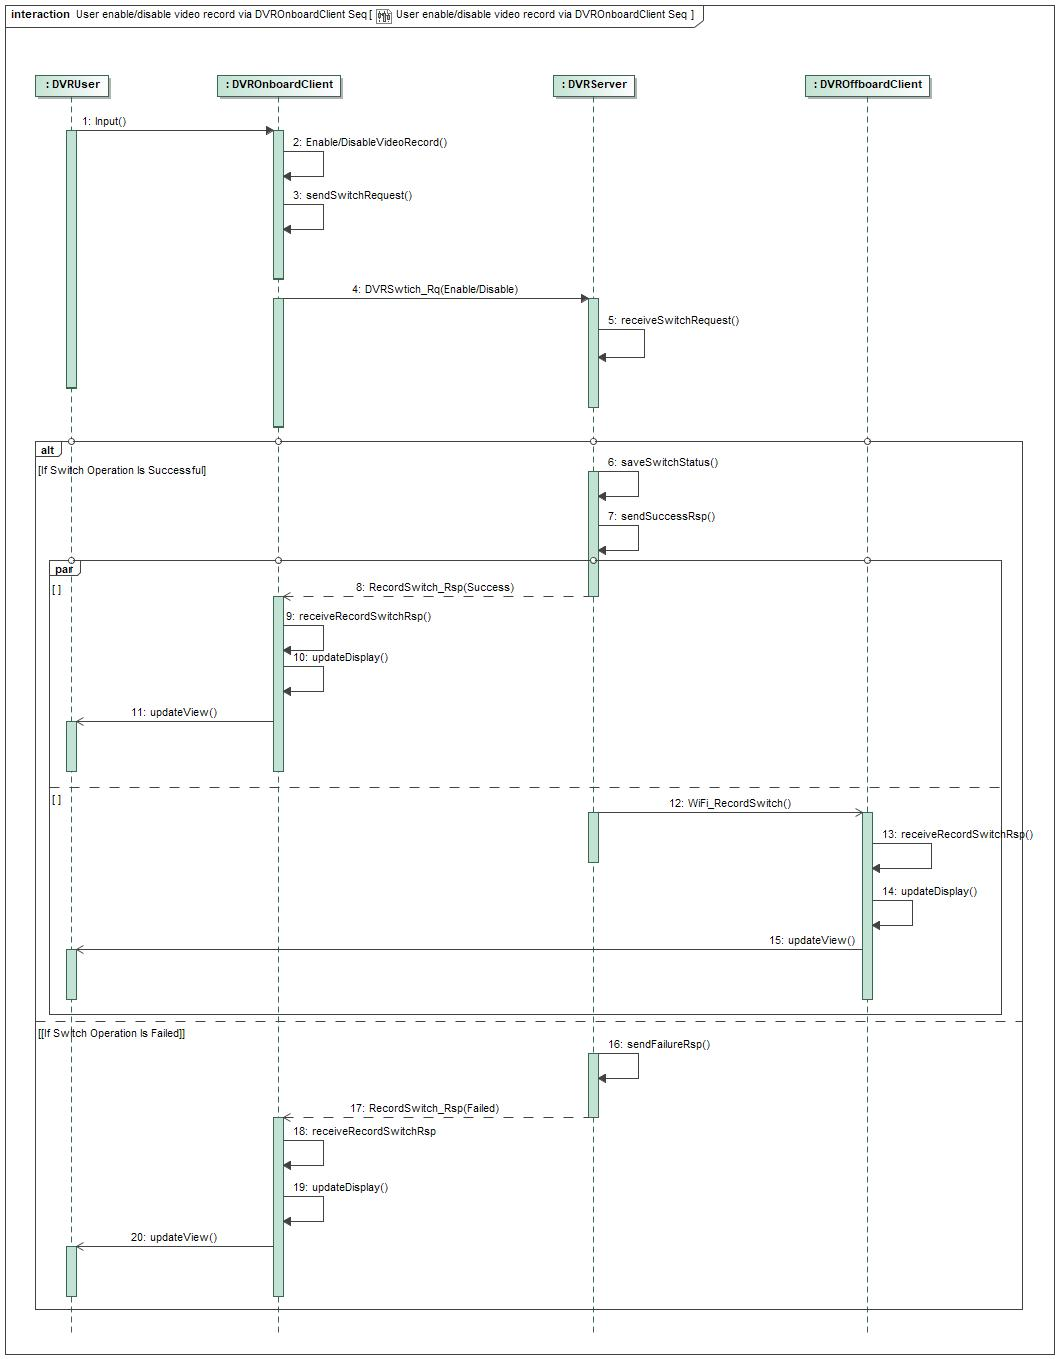 interaction User enable/disable video record via DVROnboardClient Seq [ User enable/disable video record via DVROnboardClient Seq ]
: DVRUser : DVROnboardClient : DVRServer : DVROffboardClient
1: Input()
2: Enable/DisableVideoRecord()
3: sendSwitchRequest()
4: DVRSwtich_Rq(Enable/Disable)
5: receiveSwitchRequest()
alt
[If Switch Operation Is Successful]
6: saveSwitchStatus()
7: sendSuccessRsp()
par
[ ]
8: RecordSwitch_Rsp(Success)
9: receiveRecordSwitchRsp()
10: updateDisplay()
11: updateView()
[ ]
12: WiFi_RecordSwitch()
13: receiveRecordSwitchRsp()
14: updateDisplay()
15: updateView()
[[If Switch Operation Is Failed]]
16: sendFailureRsp()
17: RecordSwitch_Rsp(Failed)
18: receiveRecordSwitchRsp
19: updateDisplay()
20: updateView()